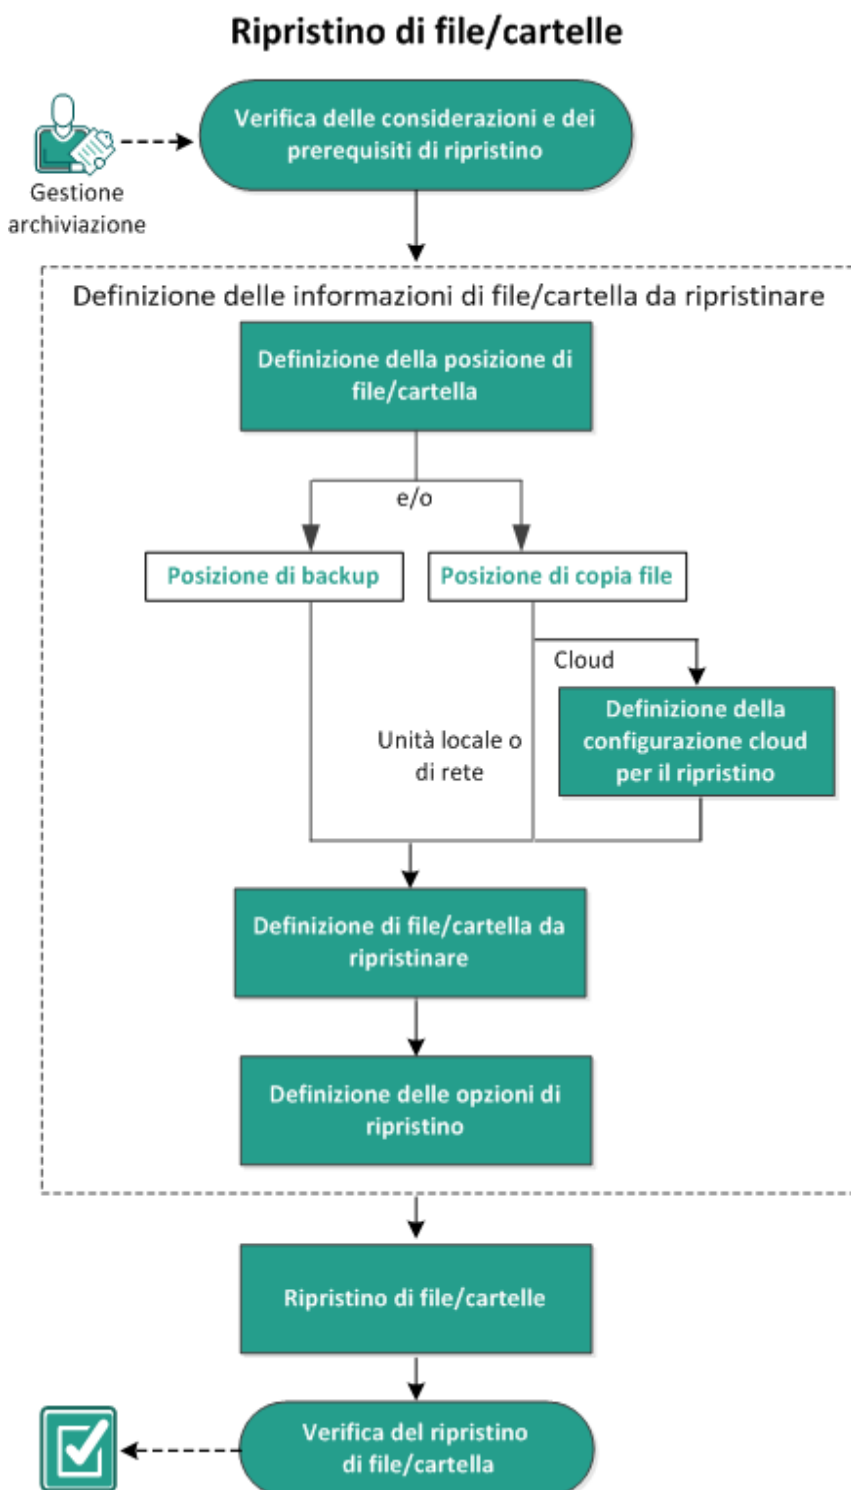 Ripristino di file/cartelle
Verifica delle considerazioni e dei
prerequisiti di ripristino
Gestione
archiviazione
Definizione delle informazioni di file/cartella da ripristinare
Definizione della posizione di
file/cartella
e/o
Posizione di backup
Posizione di copia file
Cloud
Definizione della
configurazione cloud
per il ripristino
Unità locale o
di rete
Definizione di file/cartella da
ripristinare
Definizione delle opzioni di
ripristino
Ripristino di file/cartelle
Verifica del ripristino
di file/cartella